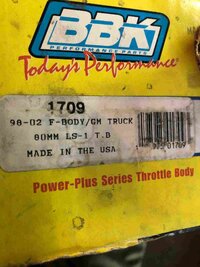 BBK
PERFORMANCE PARTS
Today's Performance
1709
98-02 F-BODY/GM TRUCK
80MM LS-1 T.B
MADE IN THE USA
Power-Plus Series Throttle Body